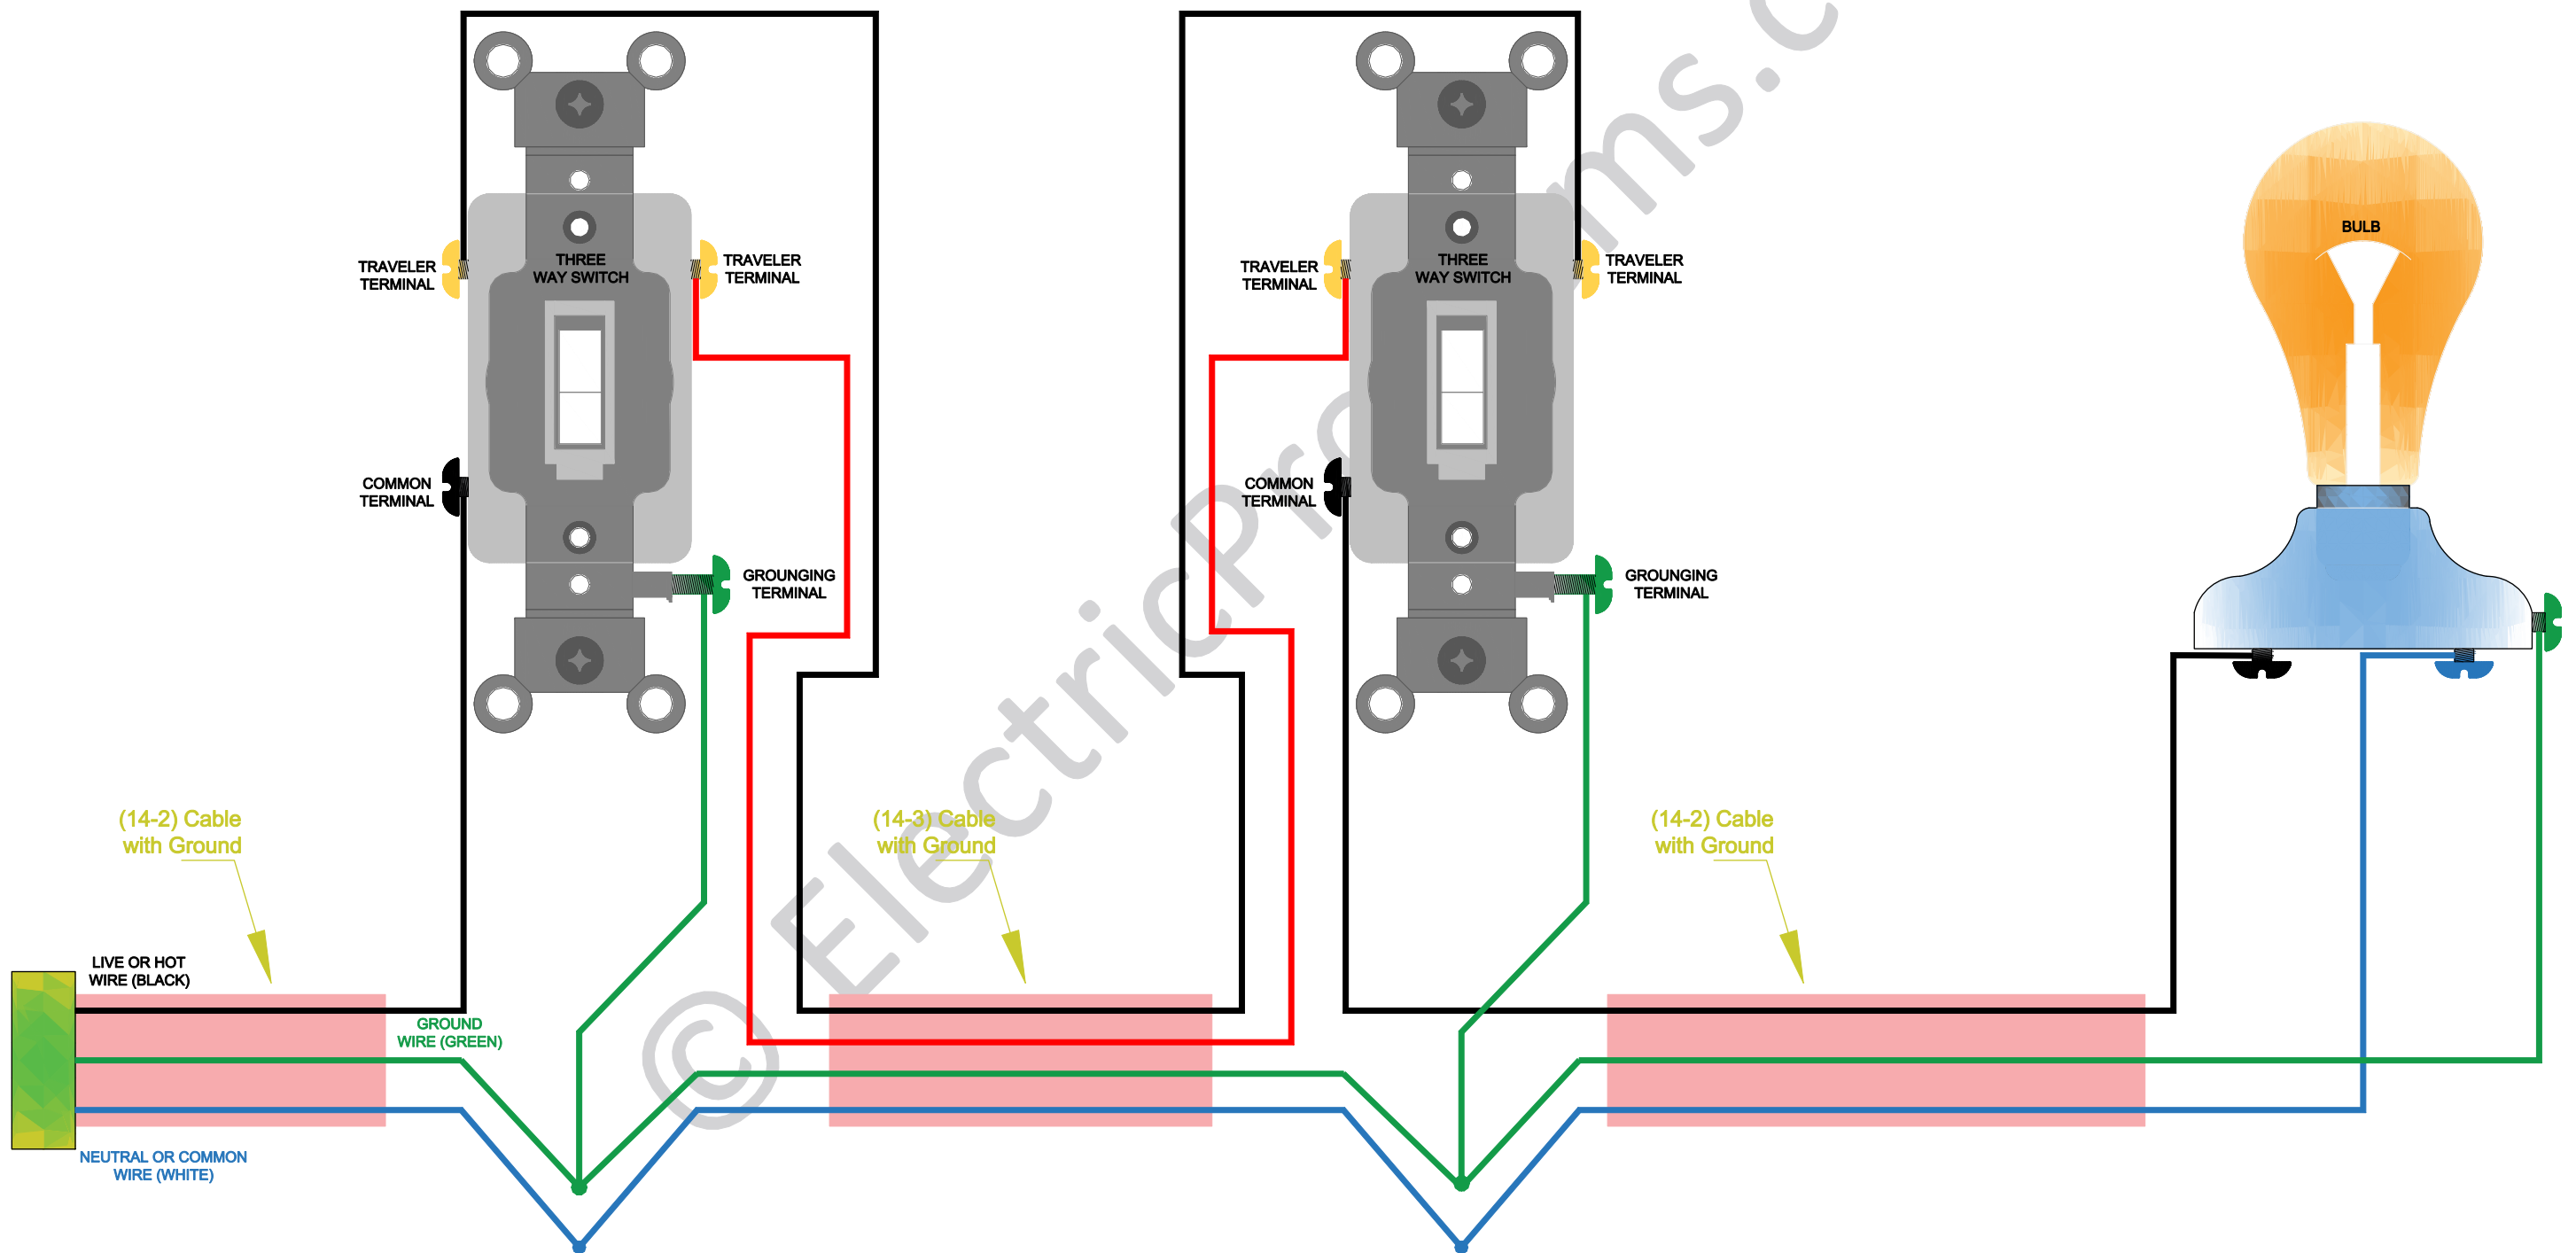 THREE
WAY SWITCH
TRAVELER
TERMINAL
TRAVELER
TERMINAL
COMMON
TERMINAL
GROUNGING
TERMINAL
THREE
WAY SWITCH
TRAVELER
TERMINAL
TRAVELER
TERMINAL
COMMON
TERMINAL
GROUNGING
TERMINAL
BULB
(14-2) Cable
with Ground
(14-3) Cable
with Ground
(14-2) Cable
with Ground
LIVE OR HOT
WIRE (BLACK)
GROUND
WIRE (GREEN)
NEUTRAL OR COMMON
WIRE (WHITE)